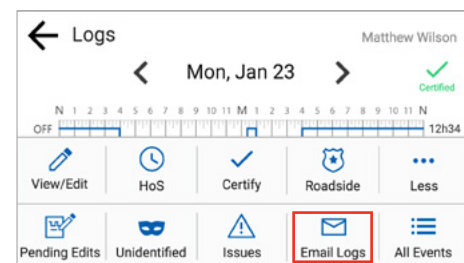 Logs
Matthew Wilson
Mon, Jan 23
Certified
N 1 2 3 4 5 6 7 8 9 10 11 M 1 2 3 4 5 6 7 8 9 10 11 N
OFF 12h34
View/Edit HoS Certify Roadside Less
Pending Edits Unidentified Issues Email Logs All Events